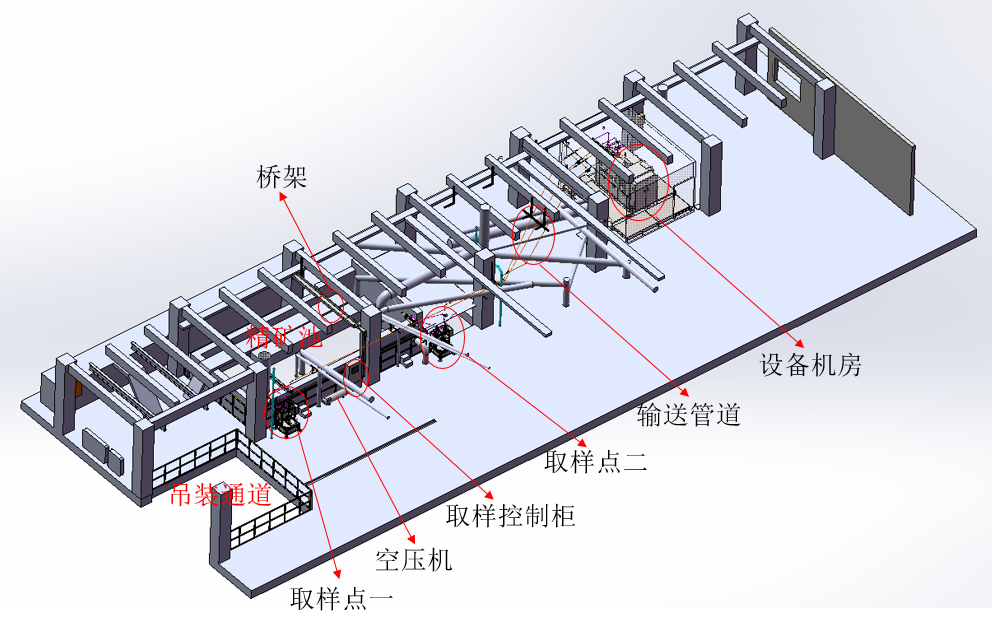 桥架
精矿池
设备机房
输送管道
取样点二
吊装通道
取样控制柜
空压机
取样点一